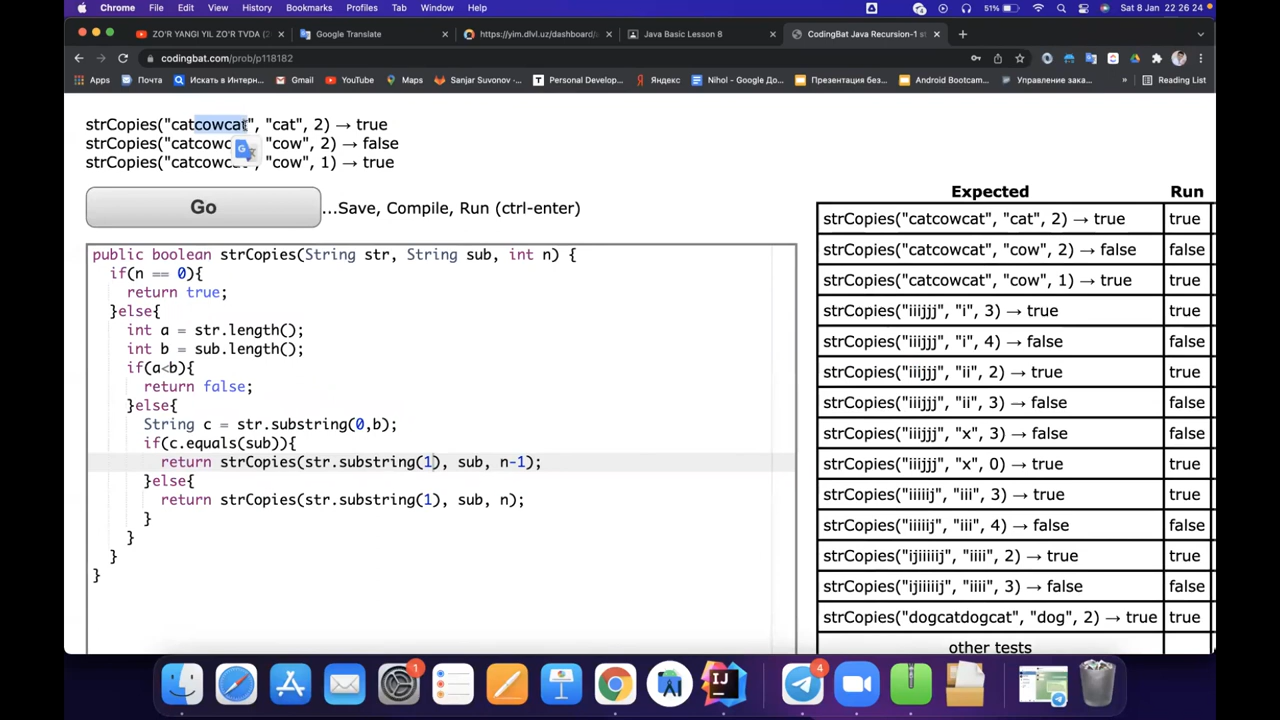 Chrome File Edit View History Bookmarks Profiles Tab Window Help 51% Sat 8 Jan 22 26 24
ZO'R YANGI YIL ZO'R TVDA (2 Google Translate https://yim.dlvl.uz/dashboard/ Java Basic Lesson 8 CodingBat Java Recursion-1 st
codingbat.com/prob/p118182
Apps Почта Искать в Интерн... Gmail YouTube Maps Sanjar Suvonov -... Personal Develop... Яндекс Nihol - Google До... Презентация без... Android Bootcam... Управление зака... » Reading List
strCopies("catcowcat", "cat", 2) → true
strCopies("catcowc "cow", 2) → false
strCopies("catcowcat", "cow", 1) → true
Go ...Save, Compile, Run (ctrl-enter)
public boolean strCopies(String str, String sub, int n) {
if(n == 0){
return true;
}else{
int a = str.length();
int b = sub.length();
if(a<b){
return false;
}else{
String c = str.substring(0,b);
if(c.equals(sub)){
return strCopies(str.substring(1), sub, n-1);
}else{
return strCopies(str.substring(1), sub, n);
}
}
}
}
Expected Run
strCopies("catcowcat", "cat", 2) → true true
strCopies("catcowcat", "cow", 2) → false false
strCopies("catcowcat", "cow", 1) → true true
strCopies("iiijjj", "i", 3) → true true
strCopies("iiijjj", "i", 4) → false false
strCopies("iiijjj", "ii", 2) → true true
strCopies("iiijjj", "ii", 3) → false false
strCopies("iiijjj", "x", 3) → false false
strCopies("iiijjj", "x", 0) → true true
strCopies("iiiiij", "iii", 3) → true true
strCopies("iiiiij", "iii", 4) → false false
strCopies("ijiiiiij", "iiii", 2) → true true
strCopies("ijiiiiij", "iiii", 3) → false false
strCopies("dogcatdogcat", "dog", 2) → true true
other tests
1 IJ 4